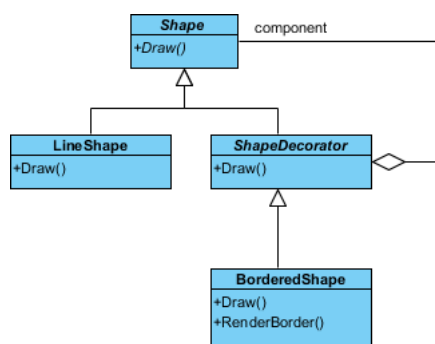 Shape
+Draw()
component
LineShape
+Draw()
ShapeDecorator
+Draw()
BorderedShape
+Draw()
+RenderBorder()